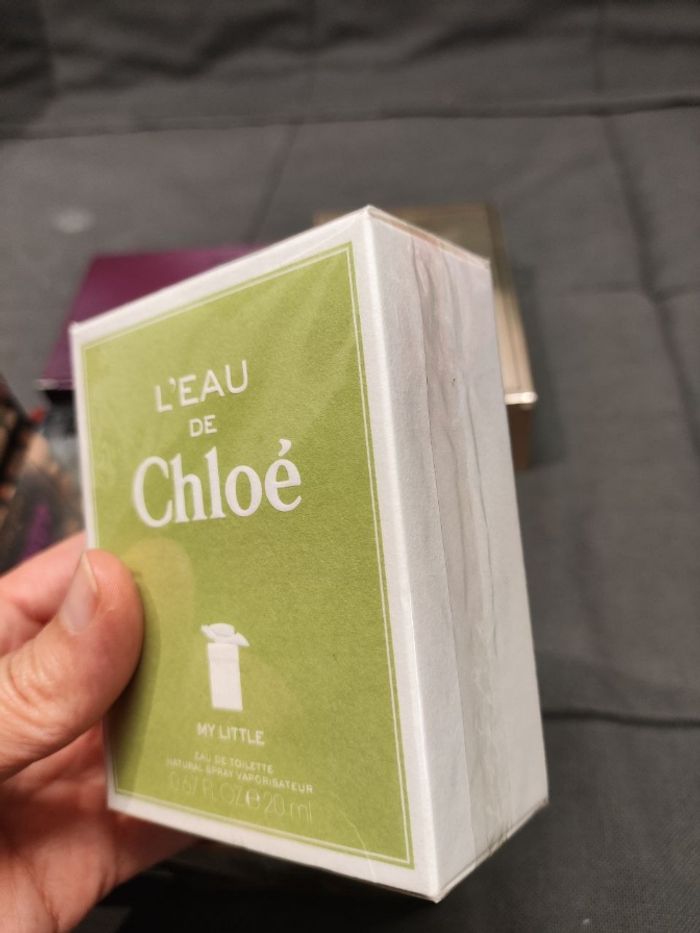 L'EAU
DE
Chloé
MY LITTLE
EAU DE TOILETTE
NATURAL SPRAY VAPORISATEUR
0.67 FL OZ ℮ 20 ml